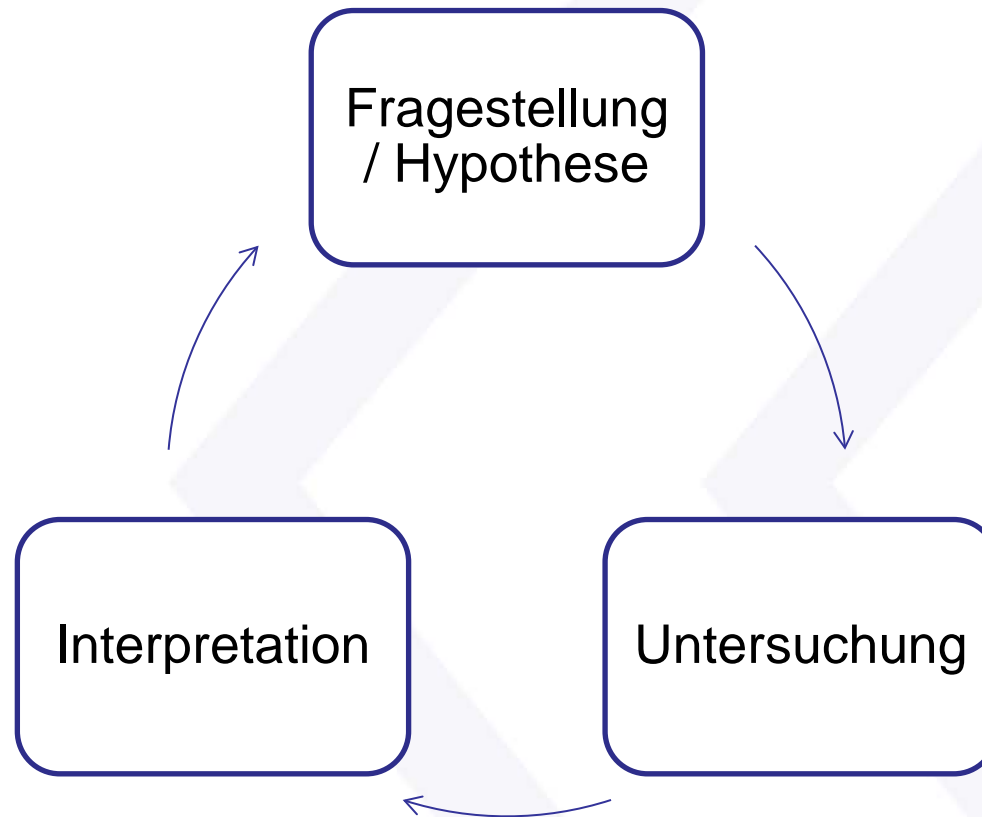 Fragestellung
/ Hypothese
Interpretation
Untersuchung